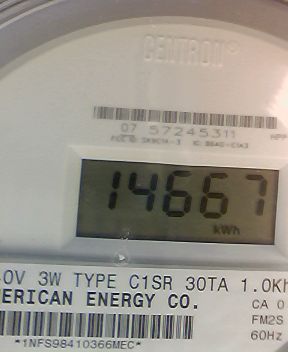 CENTRON®
07 57245311
14667
kWh
0V 3W TYPE C1SR 30TA 1.0Kh
ERICAN ENERGY CO.
CA 0
FM2S
60Hz
*1NFS98410366MEC*